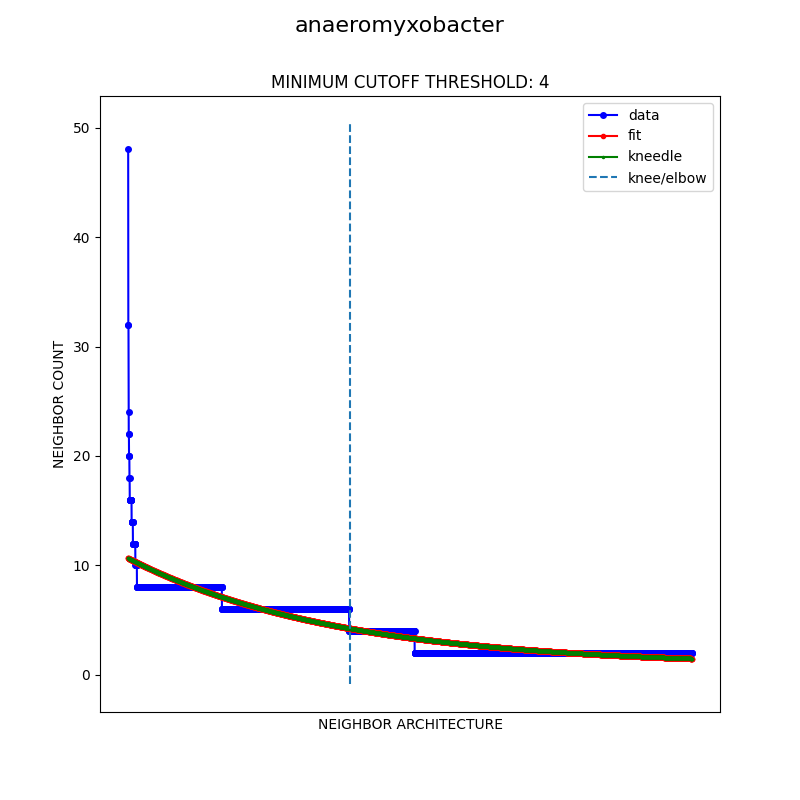 anaeromyxobacter
MINIMUM CUTOFF THRESHOLD: 4
data
fit
kneedle
knee/elbow
50
40
30
20
10
0
NEIGHBOR COUNT
NEIGHBOR ARCHITECTURE